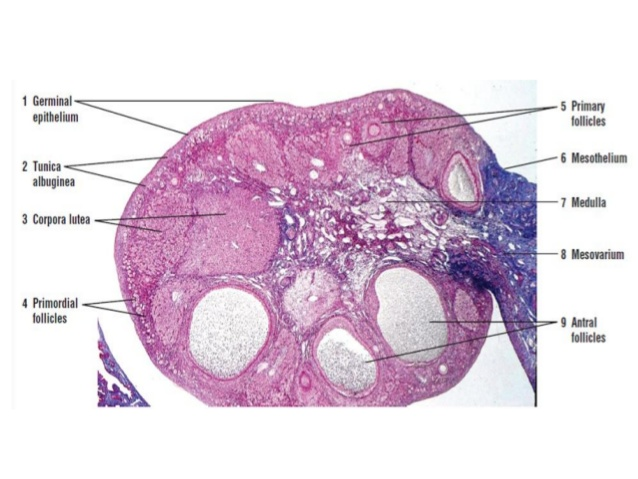 1 Germinal
epithelium
2 Tunica
albuginea
3 Corpora lutea
4 Primordial
follicles
5 Primary
follicles
6 Mesothelium
7 Medulla
8 Mesovarium
9 Antral
follicles